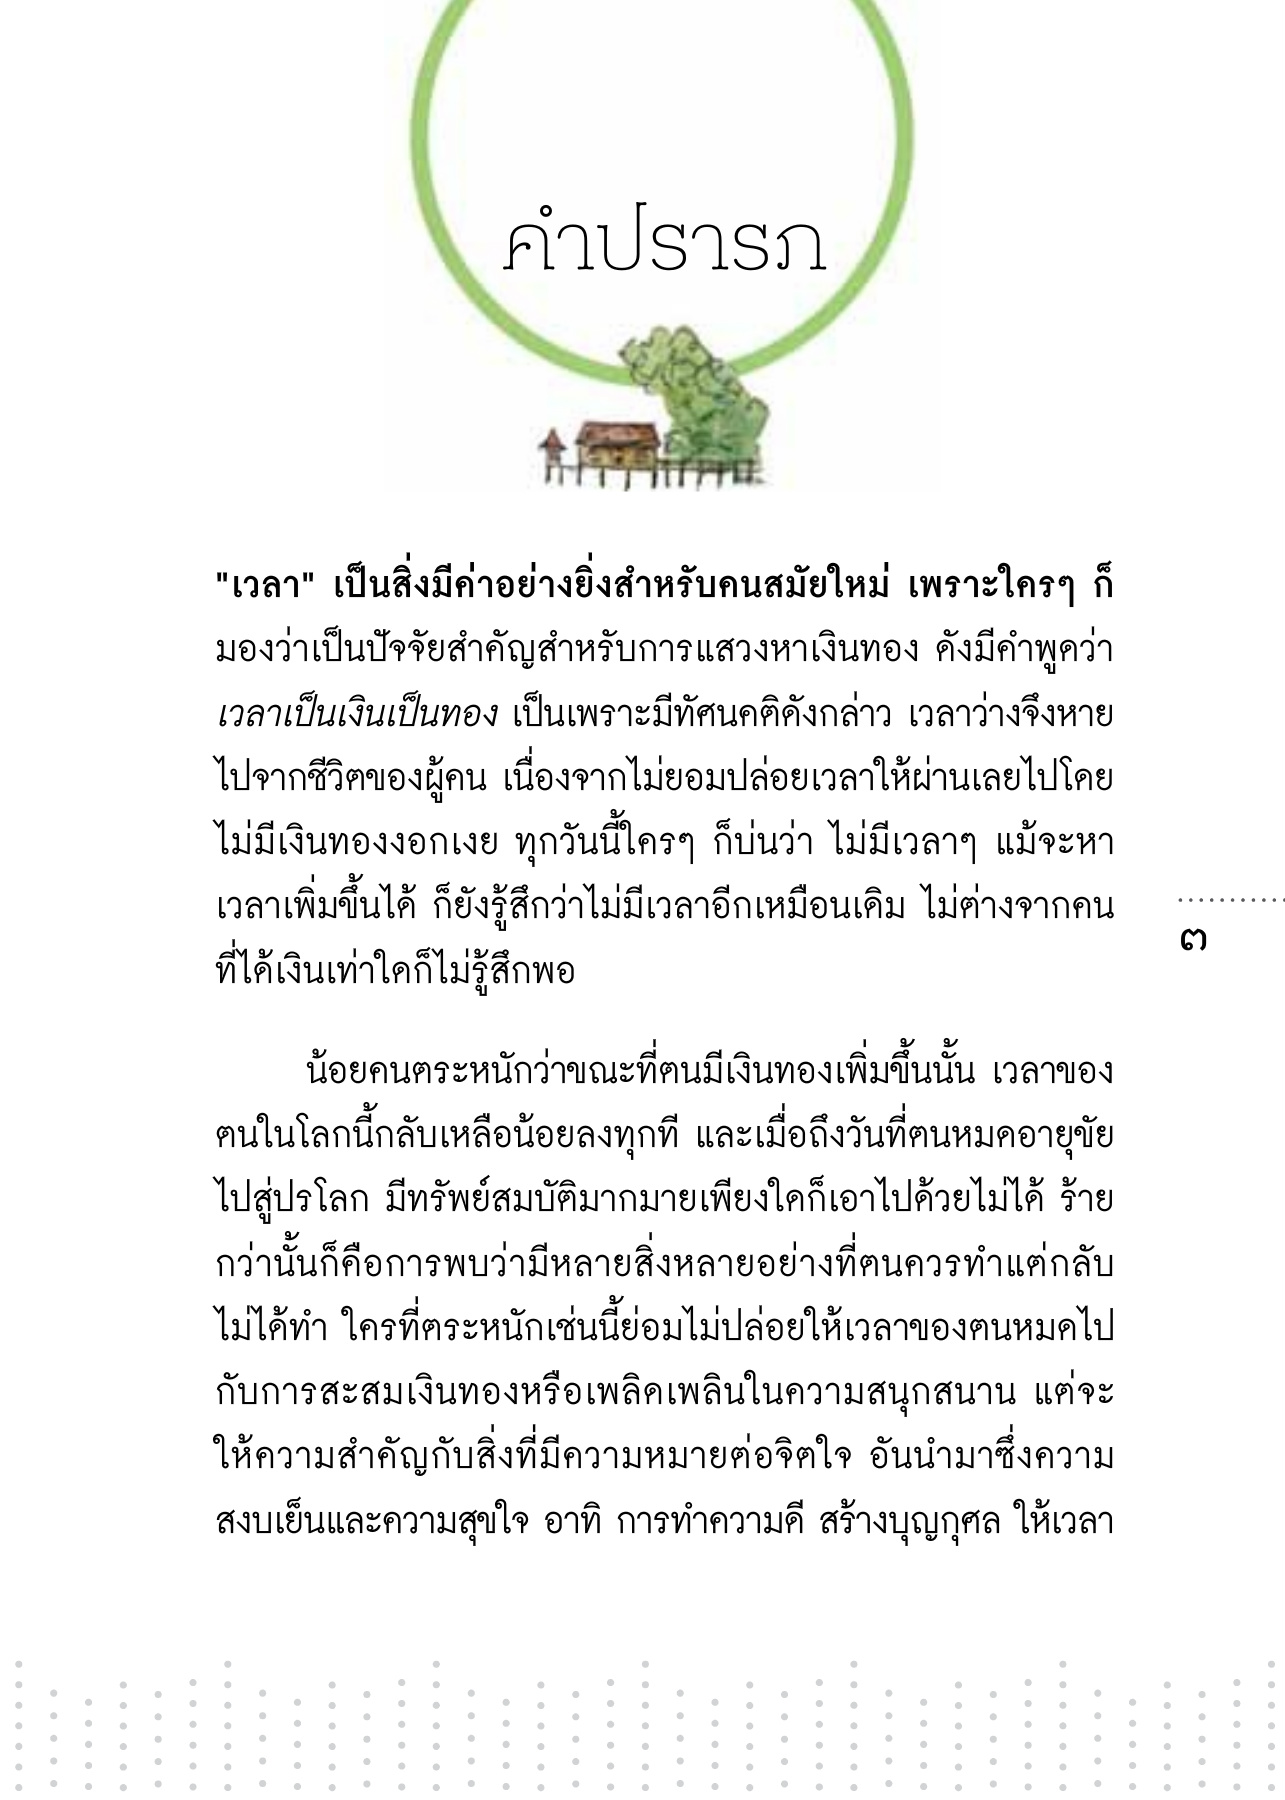 คำปรารภ
"เวลา" เป็นสิ่งมีค่าอย่างยิ่งสำหรับคนสมัยใหม่ เพราะใครๆ ก็
มองว่าเป็นปัจจัยสำคัญสำหรับการแสวงหาเงินทอง ดังมีคำพูดว่า
เวลาเป็นเงินเป็นทอง เป็นเพราะมีทัศนคติดังกล่าว เวลาว่างจึงหาย
ไปจากชีวิตของผู้คน เนื่องจากไม่ยอมปล่อยเวลาให้ผ่านเลยไปโดย
ไม่มีเงินทองงอกเงย ทุกวันนี้ใครๆ ก็บ่นว่า ไม่มีเวลาๆ แม้จะหา
เวลาเพิ่มขึ้นได้ ก็ยังรู้สึกว่าไม่มีเวลาอีกเหมือนเดิม ไม่ต่างจากคน
ที่ได้เงินเท่าใดก็ไม่รู้สึกพอ
๓
น้อยคนตระหนักว่าขณะที่ตนมีเงินทองเพิ่มขึ้นนั้น เวลาของ
ตนในโลกนี้กลับเหลือน้อยลงทุกที และเมื่อถึงวันที่ตนหมดอายุขัย
ไปสู่ปรโลก มีทรัพย์สมบัติมากมายเพียงใดก็เอาไปด้วยไม่ได้ ร้าย
กว่านั้นก็คือการพบว่ามีหลายสิ่งหลายอย่างที่ตนควรทำแต่กลับ
ไม่ได้ทำ ใครที่ตระหนักเช่นนี้ย่อมไม่ปล่อยให้เวลาของตนหมดไป
กับการสะสมเงินทองหรือเพลิดเพลินในความสนุกสนาน แต่จะ
ให้ความสำคัญกับสิ่งที่มีความหมายต่อจิตใจ อันนำมาซึ่งความ
สงบเย็นและความสุขใจ อาทิ การทำความดี สร้างบุญกุศล ให้เวลา